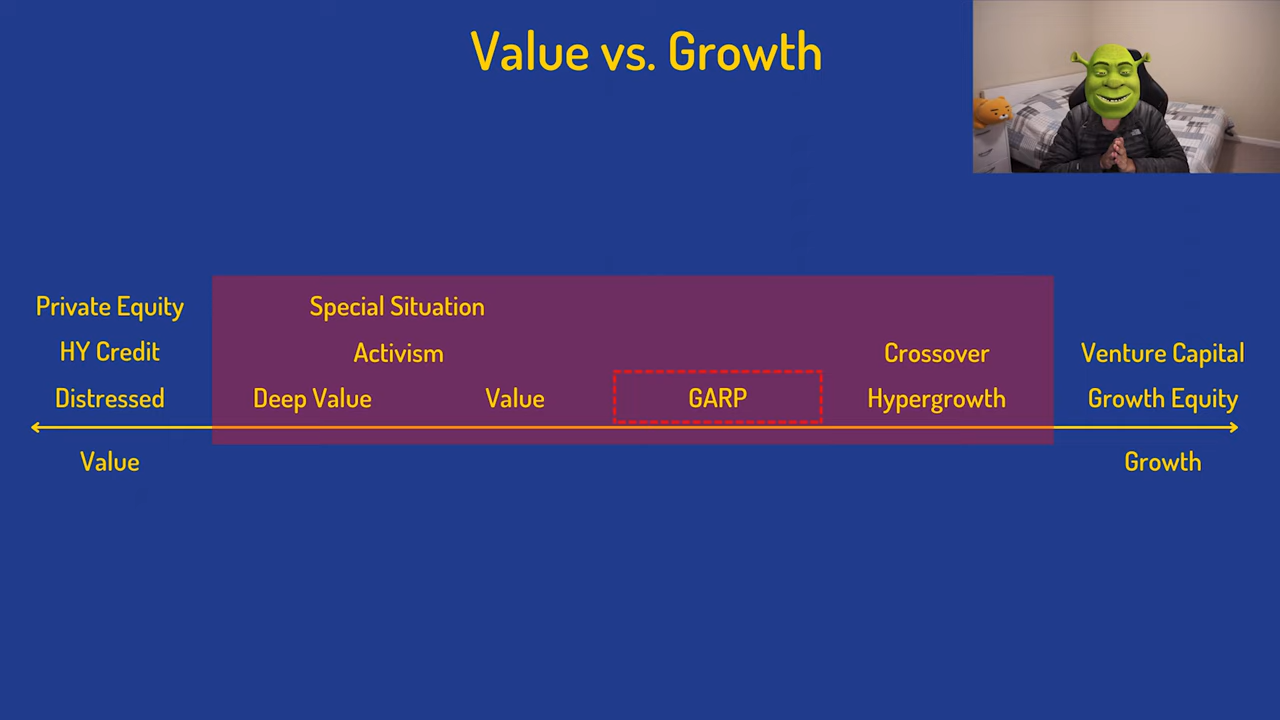 Value vs. Growth
Private Equity
Special Situation
HY Credit
Activism
Crossover
Venture Capital
Distressed
Deep Value
Value
GARP
Hypergrowth
Growth Equity
Value
Growth